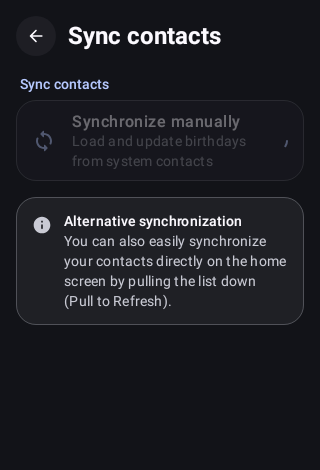 Sync contacts
Sync contacts
Synchronize manually
Load and update birthdays
from system contacts
Alternative synchronization
You can also easily synchronize
your contacts directly on the home
screen by pulling the list down
(Pull to Refresh).